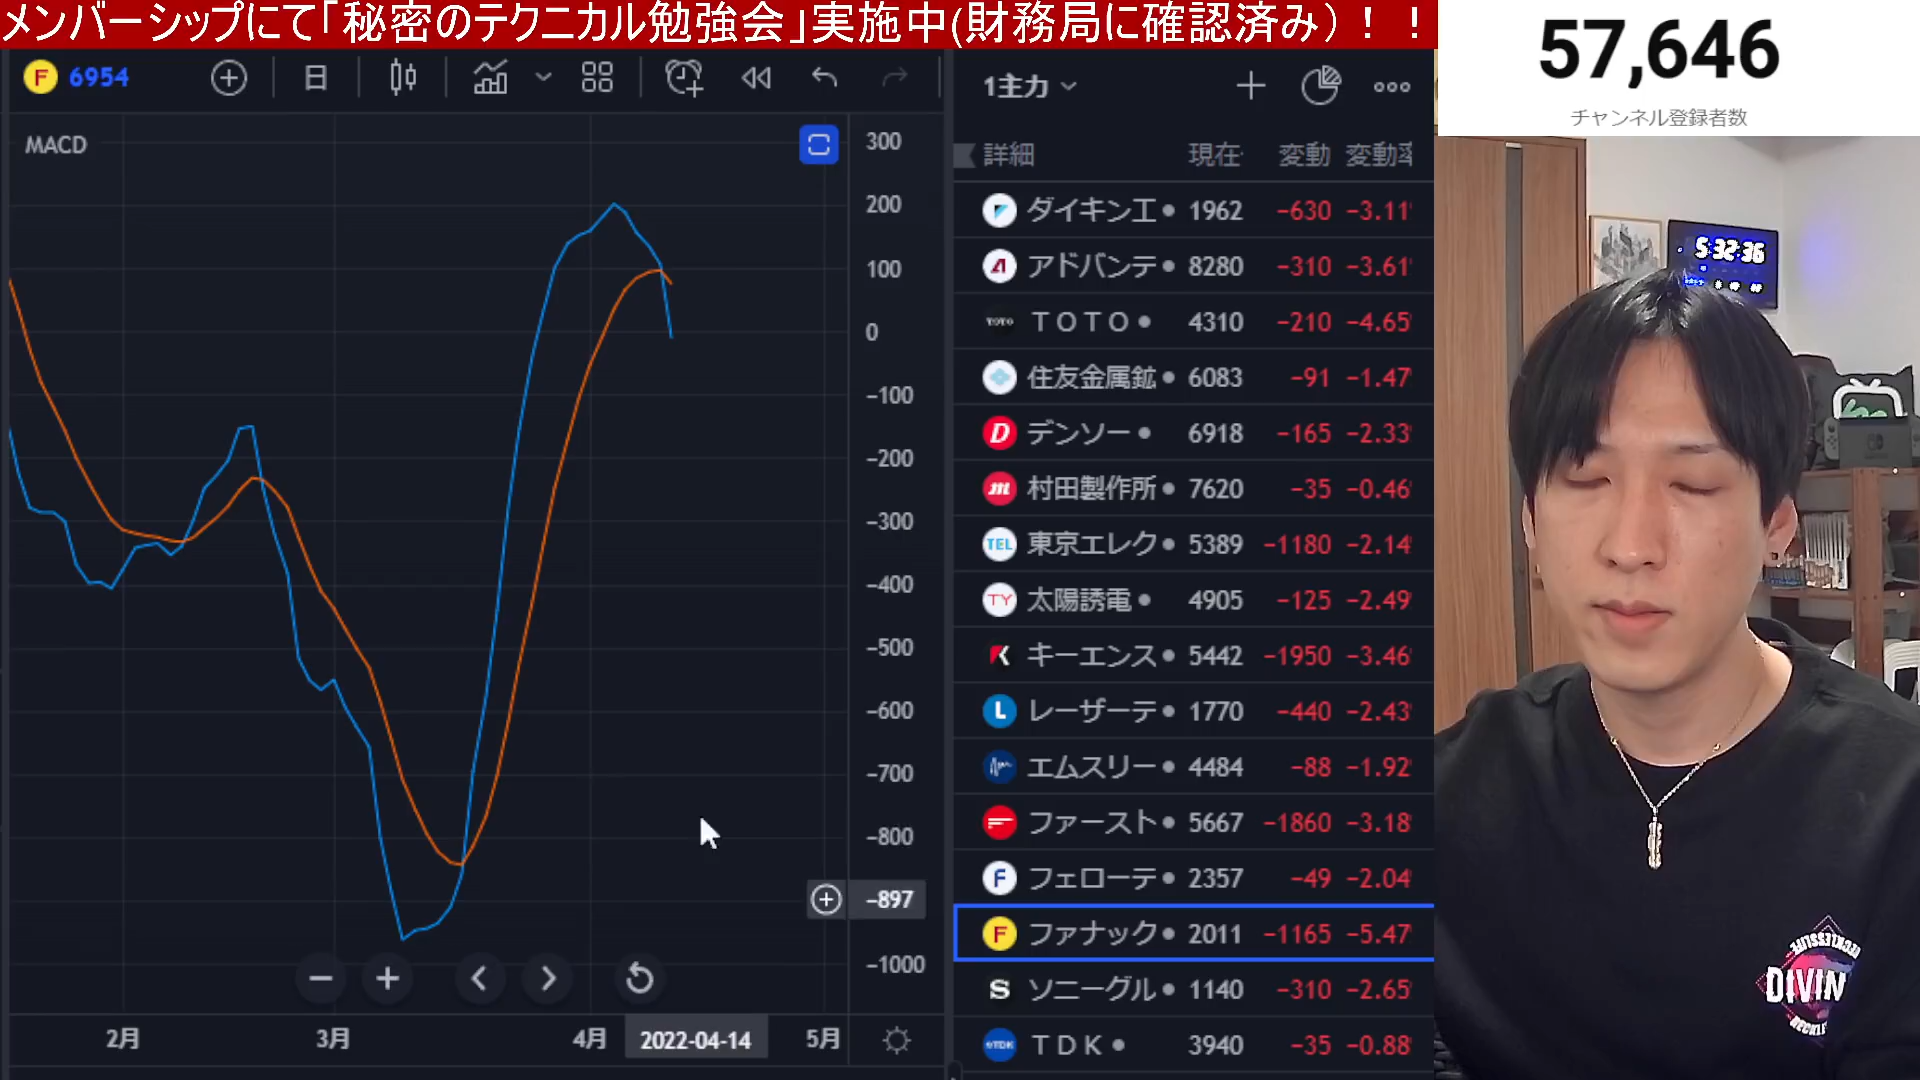 メンバーシップにて「秘密のテクニカル勉強会」実施中(財務局に確認済み）！！
57,646
チャンネル登録者数
F 6954
日
MACD
300
200
100
0
−100
−200
−300
−400
−500
−600
−700
−800
−897
−1000
2月 3月 4月 2022-04-14 5月
1主力
詳細 現在 変動 変動率
ダイキン工 1962 −630 −3.11
アドバンテ 8280 −310 −3.61
TOTO ＴＯＴＯ 4310 −210 −4.65
住友金属鉱 6083 −91 −1.47
D デンソー 6918 −165 −2.33
m 村田製作所 7620 −35 −0.46
TEL 東京エレク 5389 −1180 −2.14
TY 太陽誘電 4905 −125 −2.49
K キーエンス 5442 −1950 −3.46
L レーザーテ 1770 −440 −2.43
エムスリー 4484 −88 −1.92
ファースト 5667 −1860 −3.18
F フェローテ 2357 −49 −2.04
F ファナック 2011 −1165 −5.47
S ソニーグル 1140 −310 −2.65
TDK ＴＤＫ 3940 −35 −0.88
5:32:36
DIVIN